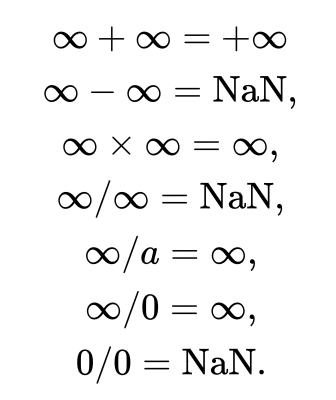 ∞ + ∞ = +∞
∞ − ∞ = NaN,
∞ × ∞ = ∞,
∞/∞ = NaN,
∞/a = ∞,
∞/0 = ∞,
0/0 = NaN.